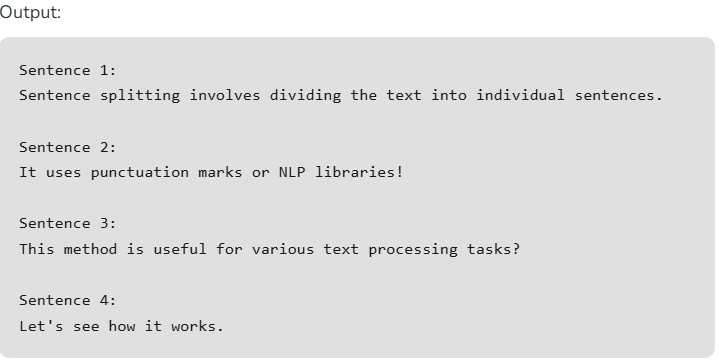 Output:
Sentence 1:
Sentence splitting involves dividing the text into individual sentences.
Sentence 2:
It uses punctuation marks or NLP libraries!
Sentence 3:
This method is useful for various text processing tasks?
Sentence 4:
Let's see how it works.